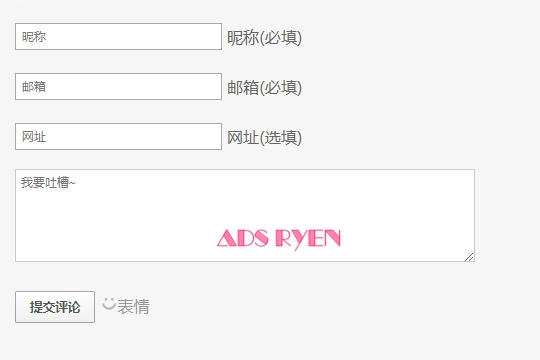 昵称 昵称(必填)
邮箱 邮箱(必填)
网址 网址(选填)
我要吐槽~
ADS RYEN
提交评论 表情